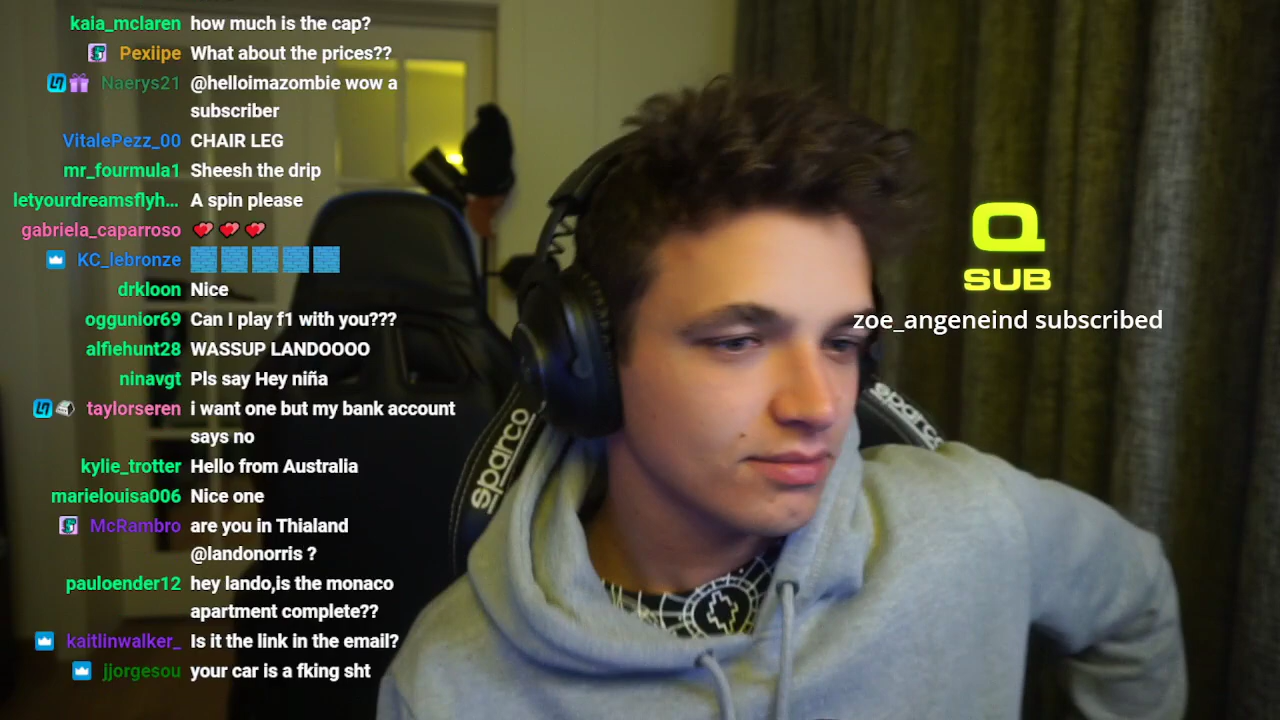 kaia_mclaren how much is the cap?
Pexiipe What about the prices??
Naerys21 @helloimazombie wow a
subscriber
VitalePezz_00 CHAIR LEG
mr_fourmula1 Sheesh the drip
letyourdreamsflyh... A spin please
gabriela_caparroso
KC_lebronze
drkloon Nice
oggunior69 Can I play f1 with you???
alfiehunt28 WASSUP LANDOOOO
ninavgt Pls say Hey niña
taylorseren i want one but my bank account
says no
kylie_trotter Hello from Australia
marielouisa006 Nice one
McRambro are you in Thialand
@landonorris ?
pauloender12 hey lando,is the monaco
apartment complete??
kaitlinwalker_ Is it the link in the email?
jjorgesou your car is a fking sht
Q
SUB
zoe_angeneind subscribed
sparco
sparco